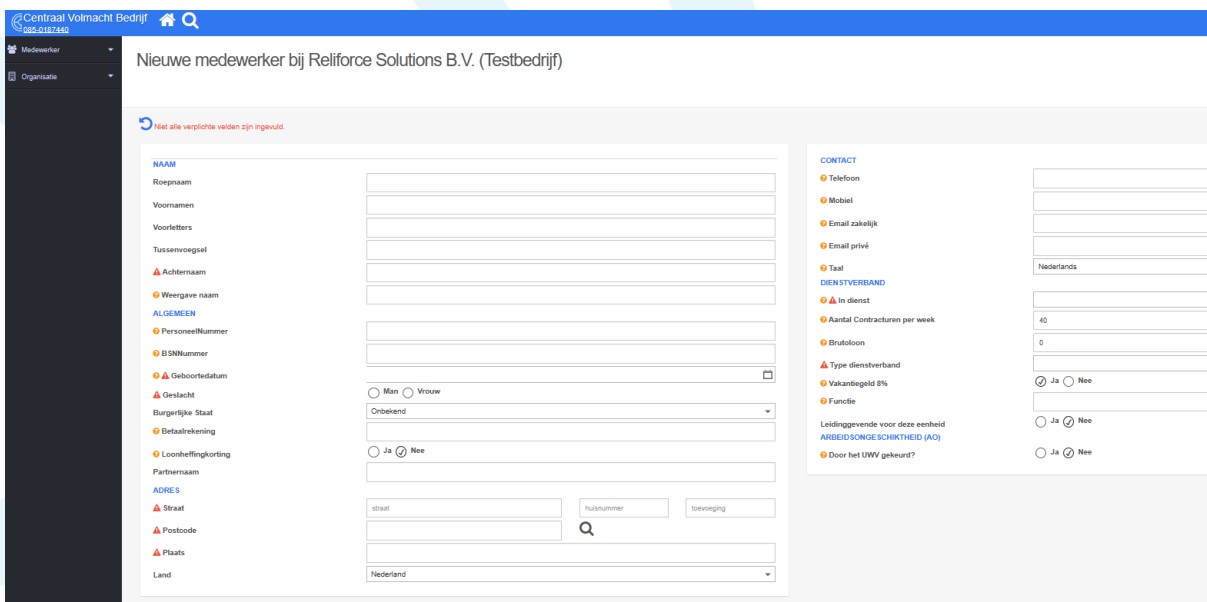 Centraal Volmacht Bedrijf
085-0187440
Medewerker
Organisatie
Nieuwe medewerker bij Reliforce Solutions B.V. (Testbedrijf)
Niet alle verplichte velden zijn ingevuld.
NAAM
Roepnaam
Voornamen
Voorletters
Tussenvoegsel
Achternaam
Weergave naam
ALGEMEEN
PersoneelNummer
BSNNummer
Geboortedatum
Geslacht Man Vrouw
Burgerlijke Staat Onbekend
Betaalrekening
Loonheffingkorting Ja Nee
Partnernaam
ADRES
Straat straat huisnummer toevoeging
Postcode
Plaats
Land Nederland
CONTACT
Telefoon
Mobiel
Email zakelijk
Email privé
Taal Nederlands
DIENSTVERBAND
In dienst
Aantal Contracturen per week 40
Brutoloon 0
Type dienstverband
Vakantiegeld 8% Ja Nee
Functie
Leidinggevende voor deze eenheid Ja Nee
ARBEIDSONGESCHIKTHEID (AO)
Door het UWV gekeurd? Ja Nee